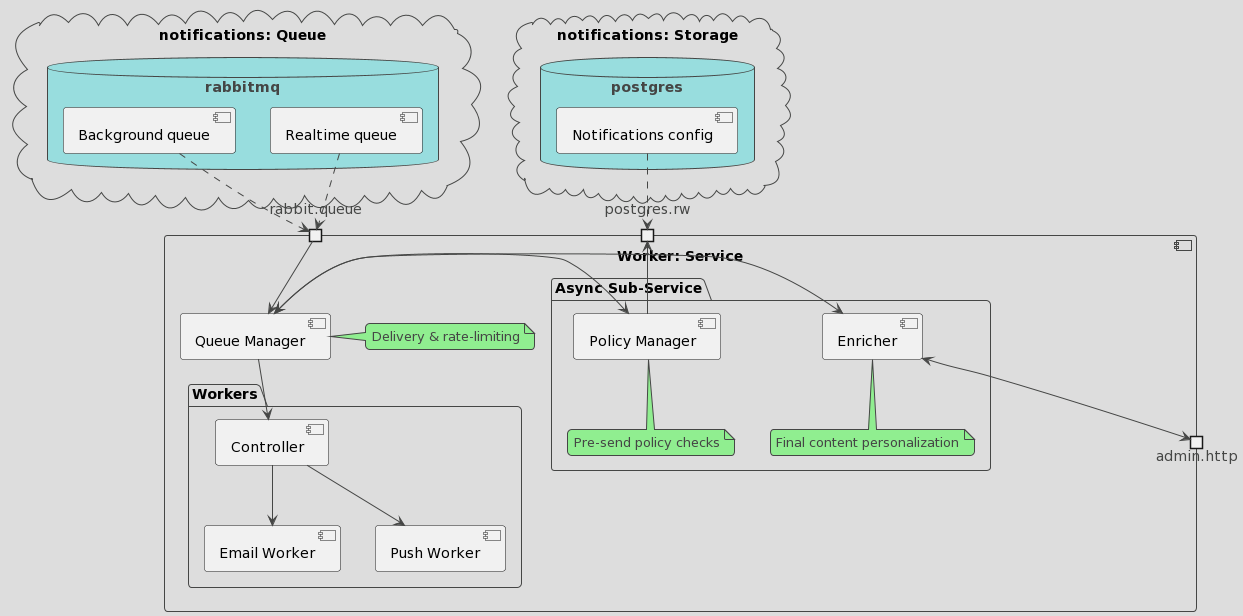 notifications: Queue
rabbitmq
Background queue
Realtime queue
notifications: Storage
postgres
Notifications config
rabbit.queue
postgres.rw
Worker: Service
Async Sub-Service
Queue Manager
Delivery & rate-limiting
Policy Manager
Enricher
Workers
Controller
Pre-send policy checks
Final content personalization
admin.http
Email Worker
Push Worker